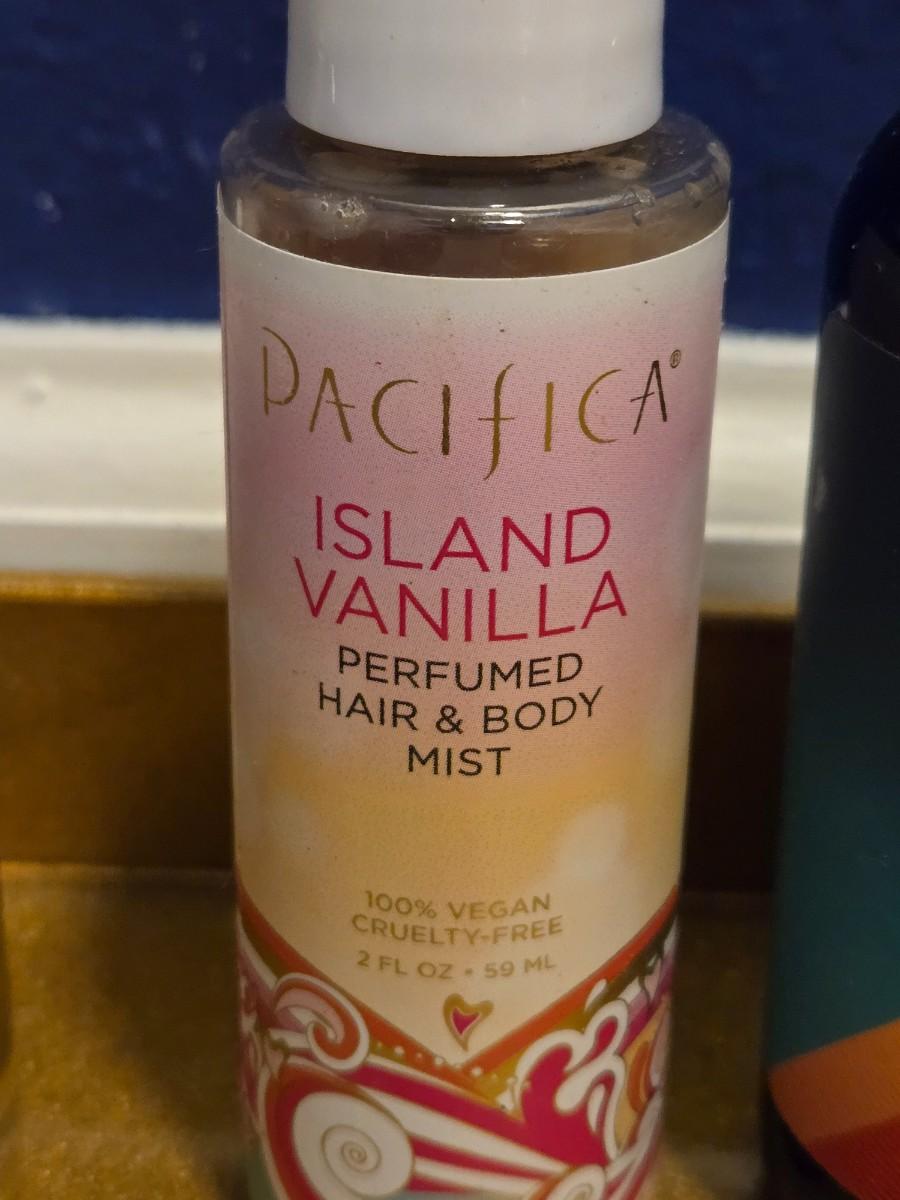 PACIFICA®
ISLAND
VANILLA
PERFUMED
HAIR & BODY
MIST
100% VEGAN
CRUELTY-FREE
2 FL OZ • 59 ML